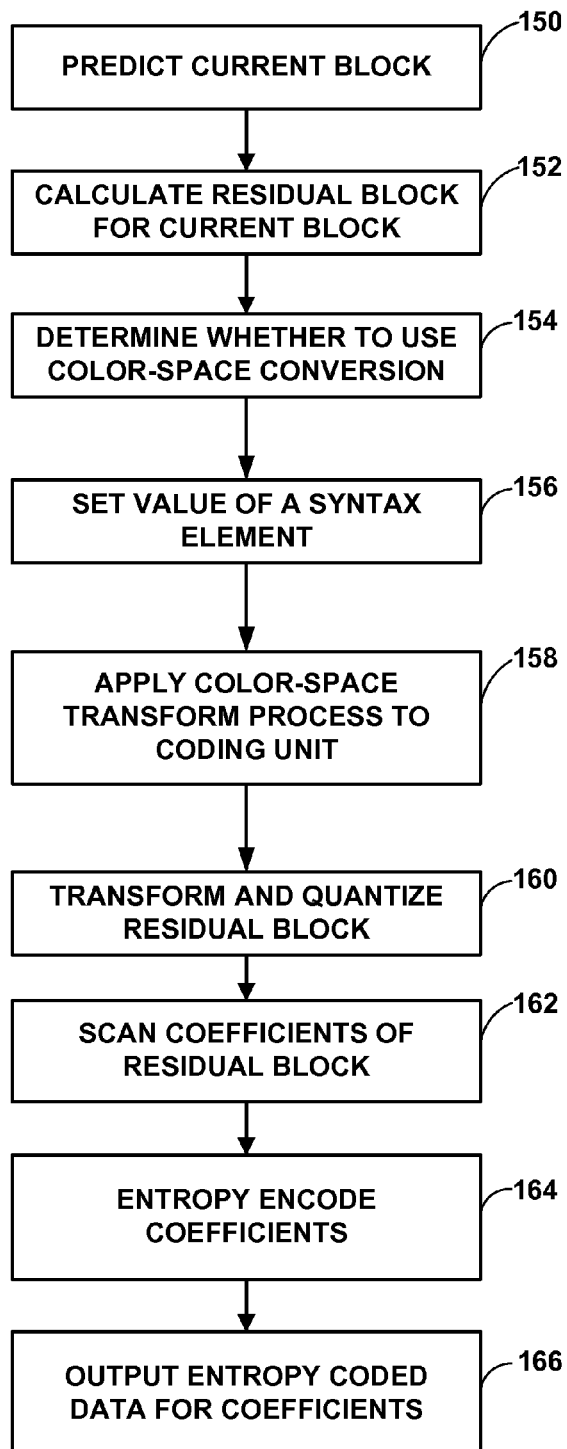 150
PREDICT CURRENT BLOCK
152
CALCULATE RESIDUAL BLOCK
FOR CURRENT BLOCK
154
DETERMINE WHETHER TO USE
COLOR-SPACE CONVERSION
156
SET VALUE OF A SYNTAX
ELEMENT
158
APPLY COLOR-SPACE
TRANSFORM PROCESS TO
CODING UNIT
160
TRANSFORM AND QUANTIZE
RESIDUAL BLOCK
162
SCAN COEFFICIENTS OF
RESIDUAL BLOCK
164
ENTROPY ENCODE
COEFFICIENTS
166
OUTPUT ENTROPY CODED
DATA FOR COEFFICIENTS